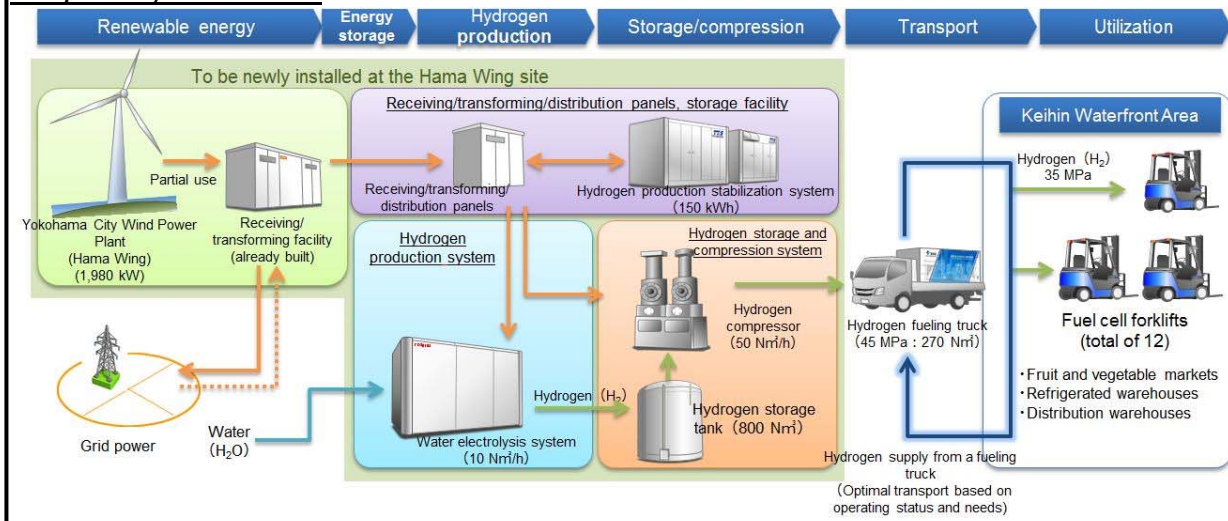 Renewable energy
Energy
storage
Hydrogen
production
Storage/compression
Transport
Utilization
To be newly installed at the Hama Wing site
Partial use
Yokohama City Wind Power
Plant
(Hama Wing)
(1,980 kW)
Receiving/
transforming facility
(already built)
Receiving/transforming/distribution panels, storage facility
Receiving/transforming/
distribution panels
Hydrogen production stabilization system
(150 kWh)
Hydrogen
production system
Water electrolysis system
(10 Nm³/h)
Hydrogen storage and
compression system
Hydrogen
compressor
(50 Nm³/h)
Hydrogen (H₂)
Hydrogen storage
tank (800 Nm³)
Grid power
Water
(H₂O)
Hydrogen fueling truck
(45 MPa : 270 Nm³)
Hydrogen supply from a fueling
truck
(Optimal transport based on
operating status and needs)
Keihin Waterfront Area
Hydrogen (H₂)
35 MPa
Fuel cell forklifts
(total of 12)
・Fruit and vegetable markets
・Refrigerated warehouses
・Distribution warehouses